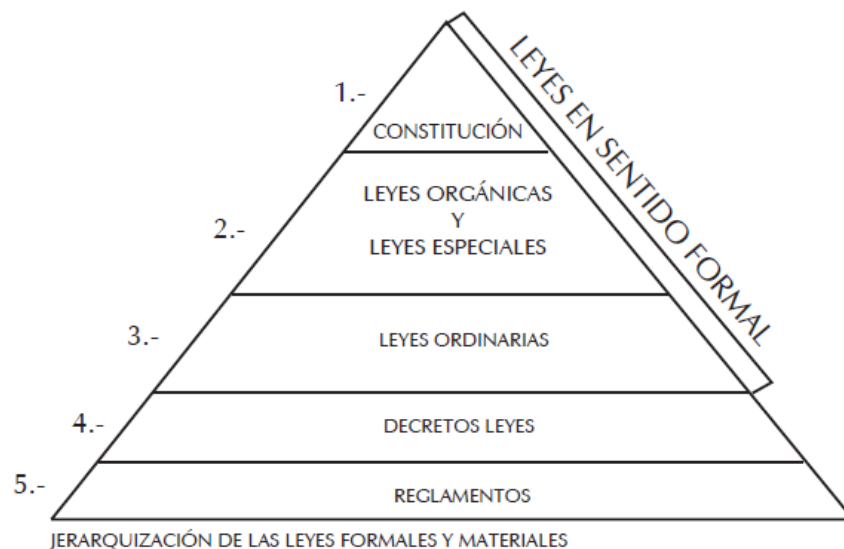 LEYES EN SENTIDO FORMAL
1.-
CONSTITUCIÓN
2.-
LEYES ORGÁNICAS
Y
LEYES ESPECIALES
3.-
LEYES ORDINARIAS
4.-
DECRETOS LEYES
5.-
REGLAMENTOS
JERARQUIZACIÓN DE LAS LEYES FORMALES Y MATERIALES